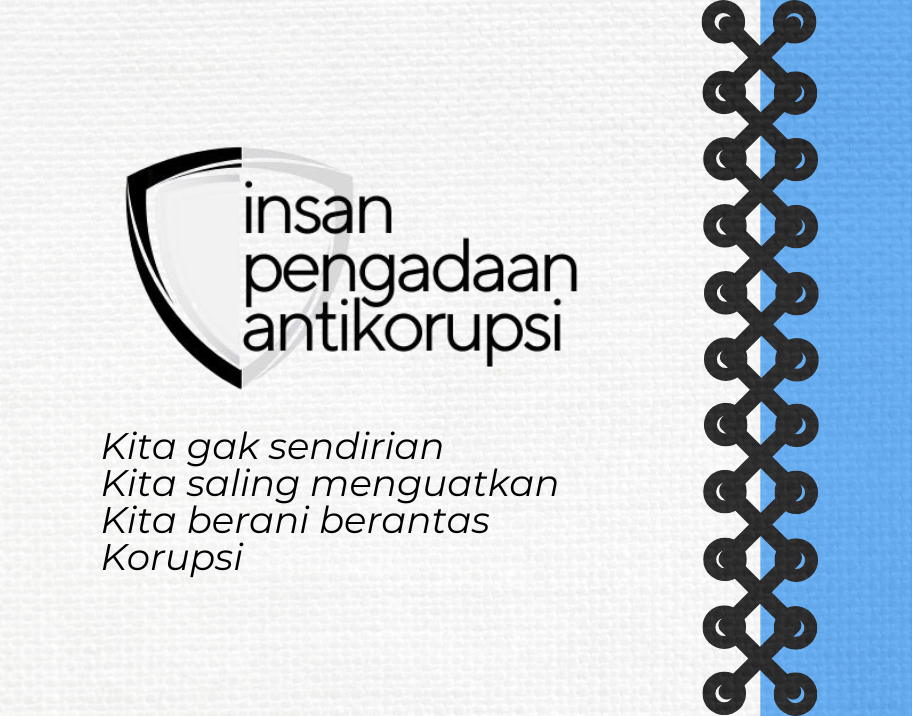 insan
pengadaan
antikorupsi
Kita gak sendirian
Kita saling menguatkan
Kita berani berantas
Korupsi